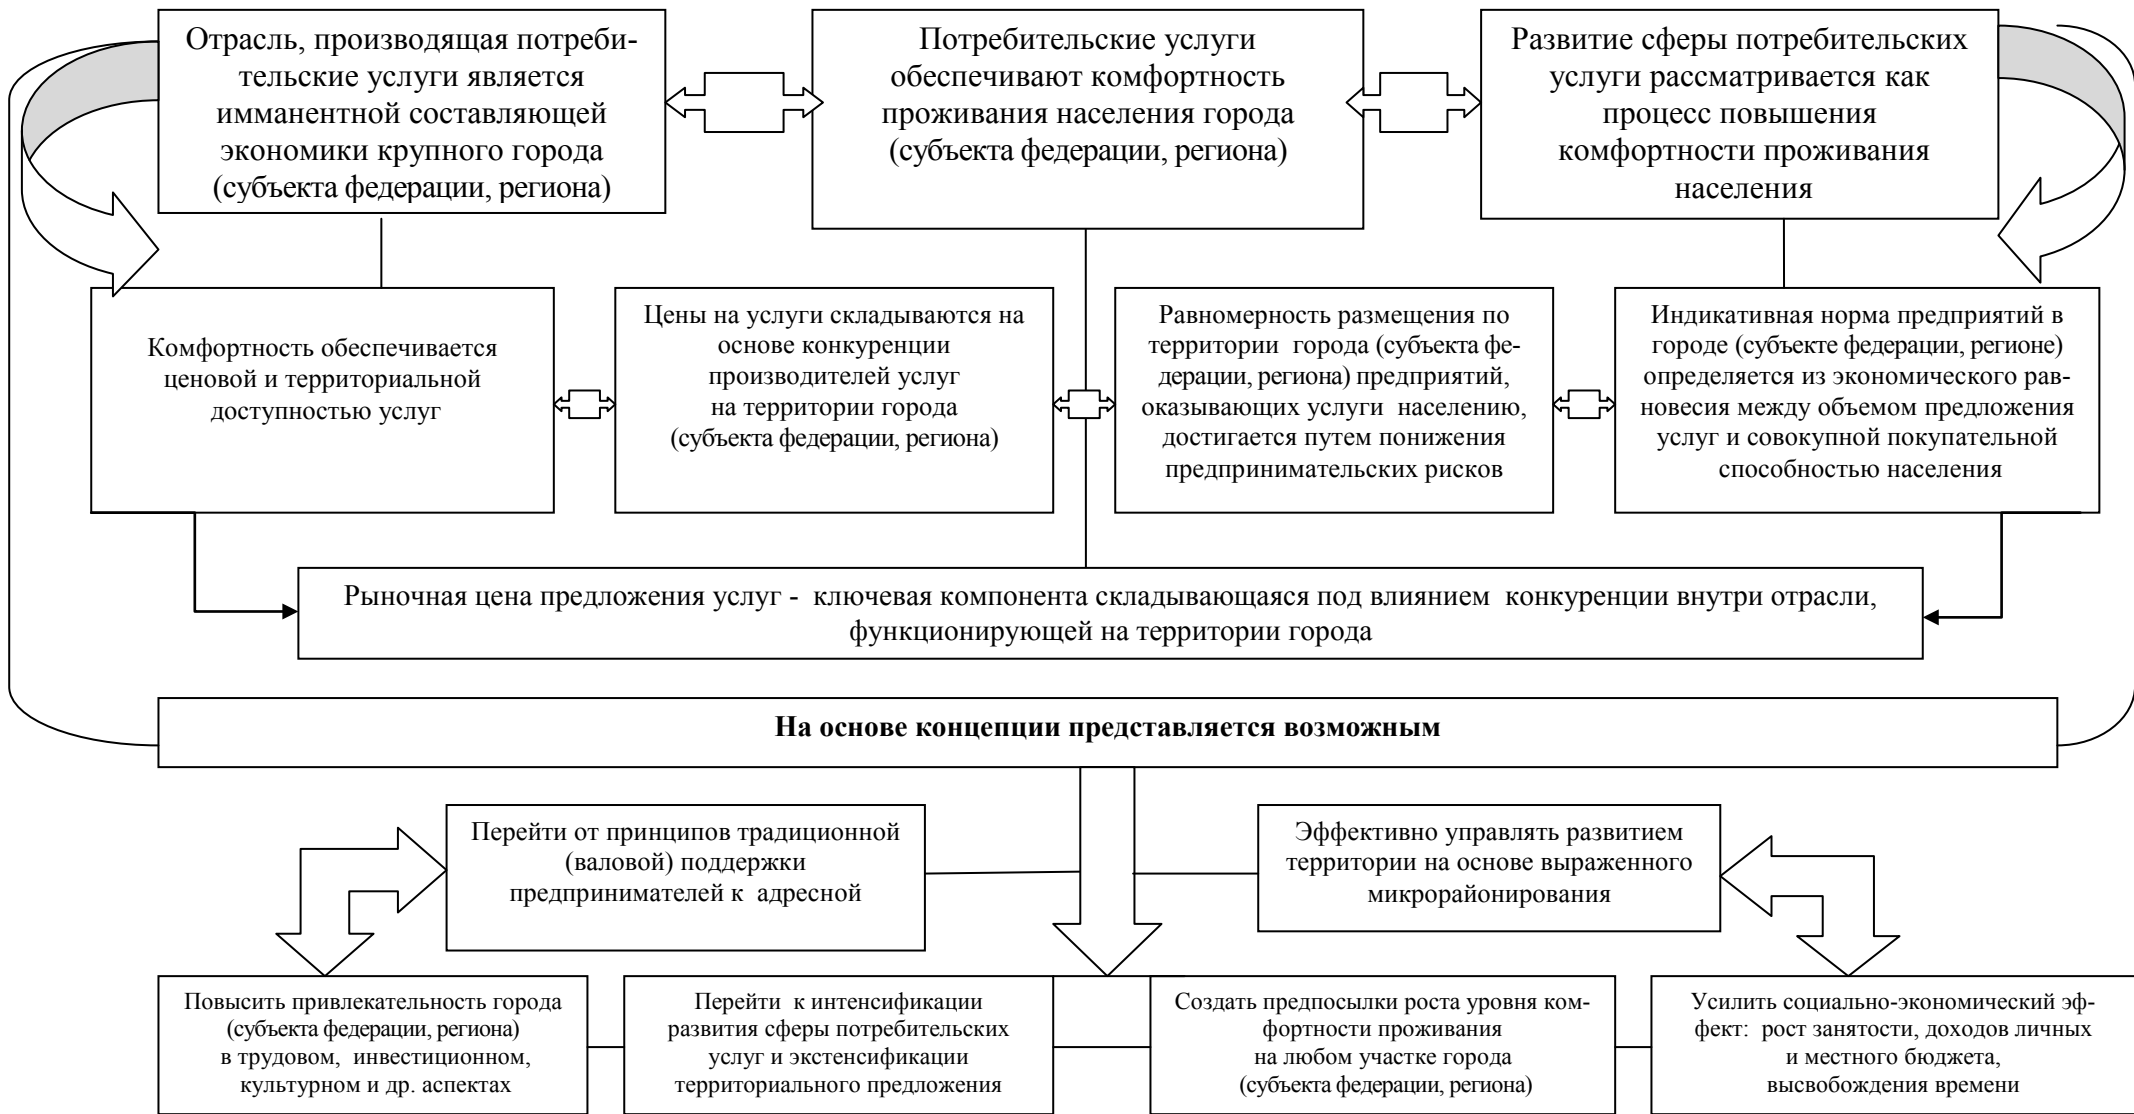 Отрасль, производящая потреби-
тельские услуги является
имманентной составляющей
экономики крупного города
(субъекта федерации, региона)
Потребительские услуги
обеспечивают комфортность
проживания населения города
(субъекта федерации, региона)
Развитие сферы потребительских
услуги рассматривается как
процесс повышения
комфортности проживания
населения
Комфортность обеспечивается
ценовой и территориальной
доступностью услуг
Цены на услуги складываются на
основе конкуренции
производителей услуг
на территории города
(субъекта федерации, региона)
Равномерность размещения по
территории города (субъекта фе-
дерации, региона) предприятий,
оказывающих услуги населению,
достигается путем понижения
предпринимательских рисков
Индикативная норма предприятий в
городе (субъекте федерации, регионе)
определяется из экономического рав-
новесия между объемом предложения
услуг и совокупной покупательной
способностью населения
Рыночная цена предложения услуг - ключевая компонента складывающаяся под влиянием конкуренции внутри отрасли,
функционирующей на территории города
На основе концепции представляется возможным
Перейти от принципов традиционной
(валовой) поддержки
предпринимателей к адресной
Эффективно управлять развитием
территории на основе выраженного
микрорайонирования
Повысить привлекательность города
(субъекта федерации, региона)
в трудовом, инвестиционном,
культурном и др. аспектах
Перейти к интенсификации
развития сферы потребительских
услуг и экстенсификации
территориального предложения
Создать предпосылки роста уровня ком-
фортности проживания
на любом участке города
(субъекта федерации, региона)
Усилить социально-экономический эф-
фект: рост занятости, доходов личных
и местного бюджета,
высвобождения времени